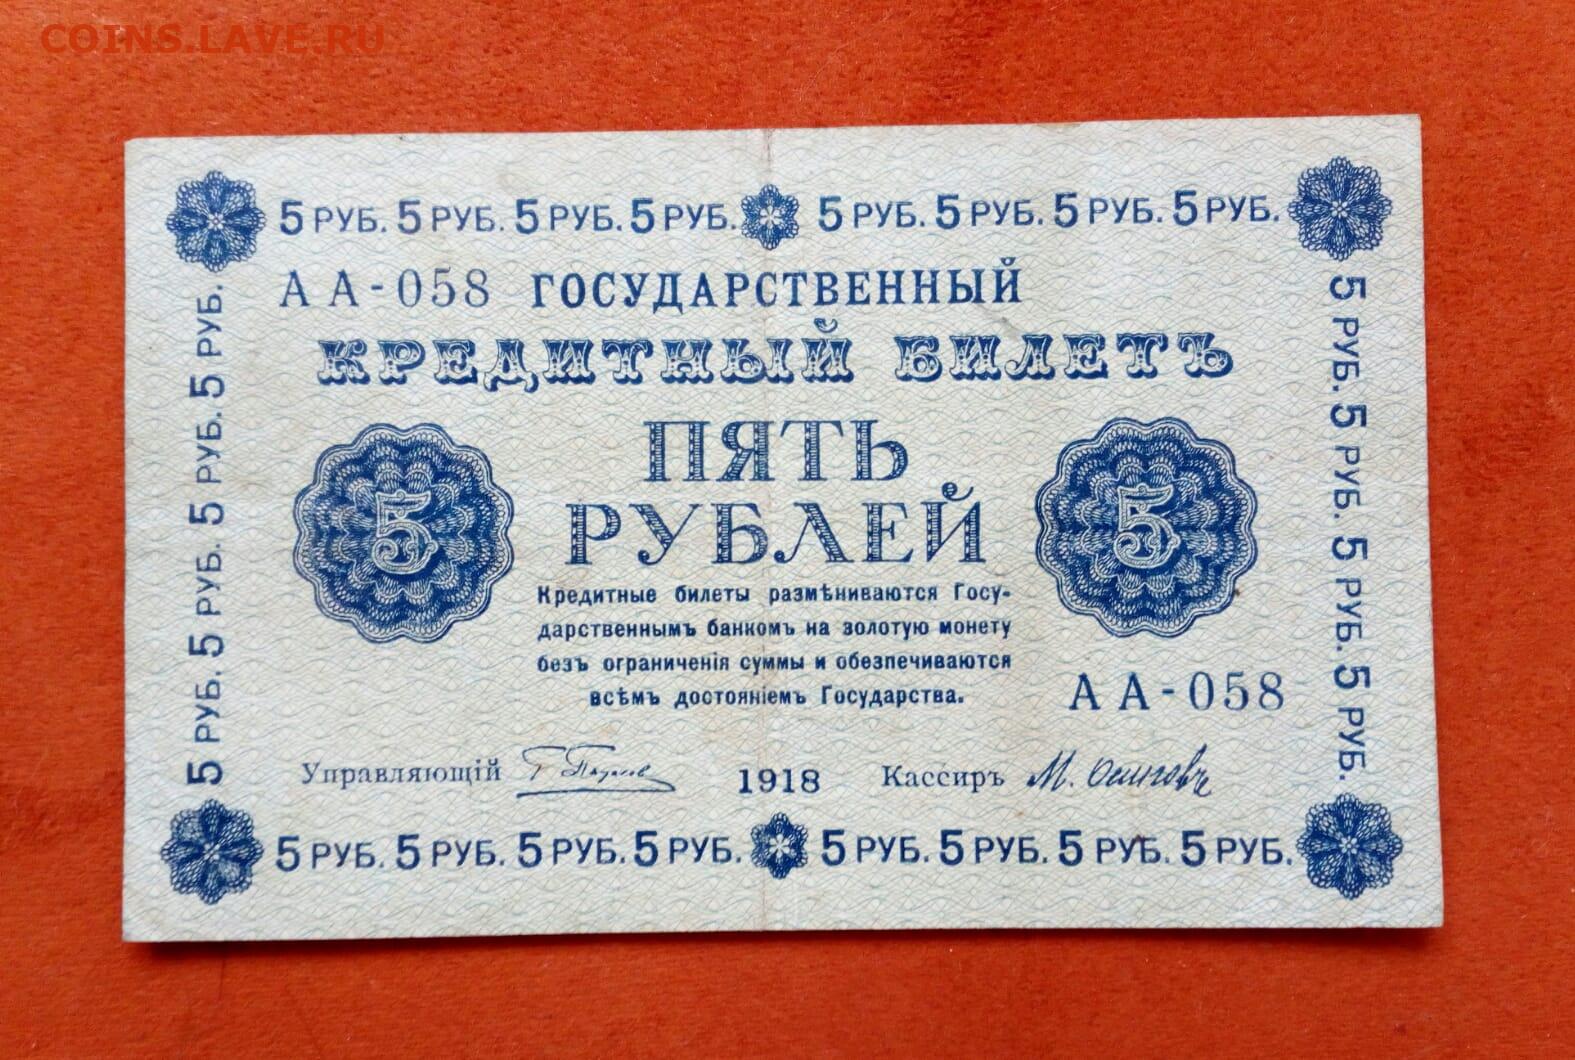 COINS.LAVE.RU
5 РУБ. 5 РУБ. 5 РУБ. 5 РУБ. 5 РУБ. 5 РУБ. 5 РУБ. 5 РУБ.
АА-058 ГОСУДАРСТВЕННЫЙ
КРЕДИТНЫЙ БИЛЕТЪ
ПЯТЬ
РУБЛЕЙ
5
5
Кредитные билеты размѣниваются Госу-
дарственнымъ банкомъ на золотую монету
безъ ограниченія суммы и обезпечиваются
всѣмъ достояніемъ Государства.
АА-058
Управляющій Г. Пятаков 1918 Кассиръ М. Осиповъ
5 РУБ. 5 РУБ. 5 РУБ. 5 РУБ.
5 РУБ. 5 РУБ. 5 РУБ. 5 РУБ.
5 РУБ. 5 РУБ. 5 РУБ. 5 РУБ. 5 РУБ. 5 РУБ. 5 РУБ. 5 РУБ.